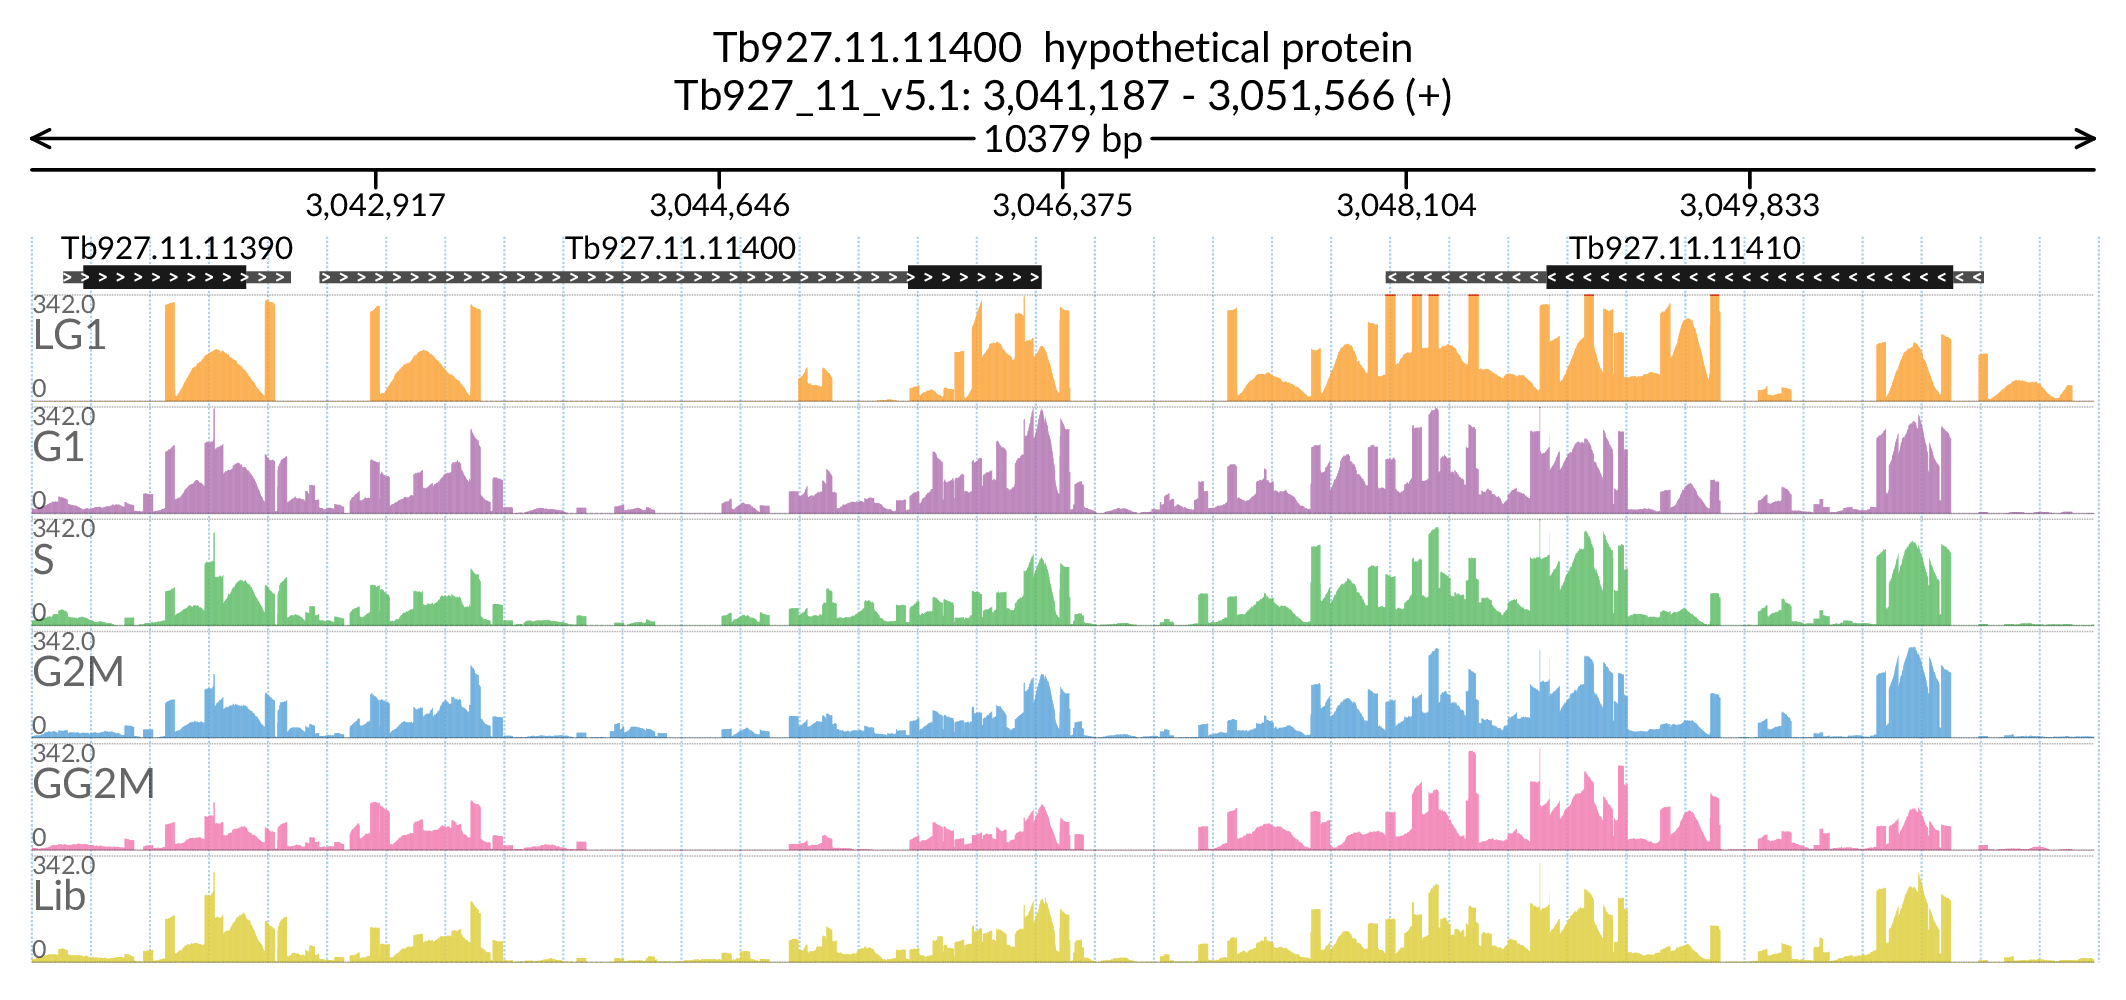 Tb927.11.11400  hypothetical protein
Tb927_11_v5.1: 3,041,187 - 3,051,566 (+)
10379 bp
3,042,917 3,044,646 3,046,375 3,048,104 3,049,833
Tb927.11.11390 Tb927.11.11400 Tb927.11.11410
342.0
LG1
0
342.0
G1
0
342.0
S
0
342.0
G2M
0
342.0
GG2M
0
342.0
Lib
0